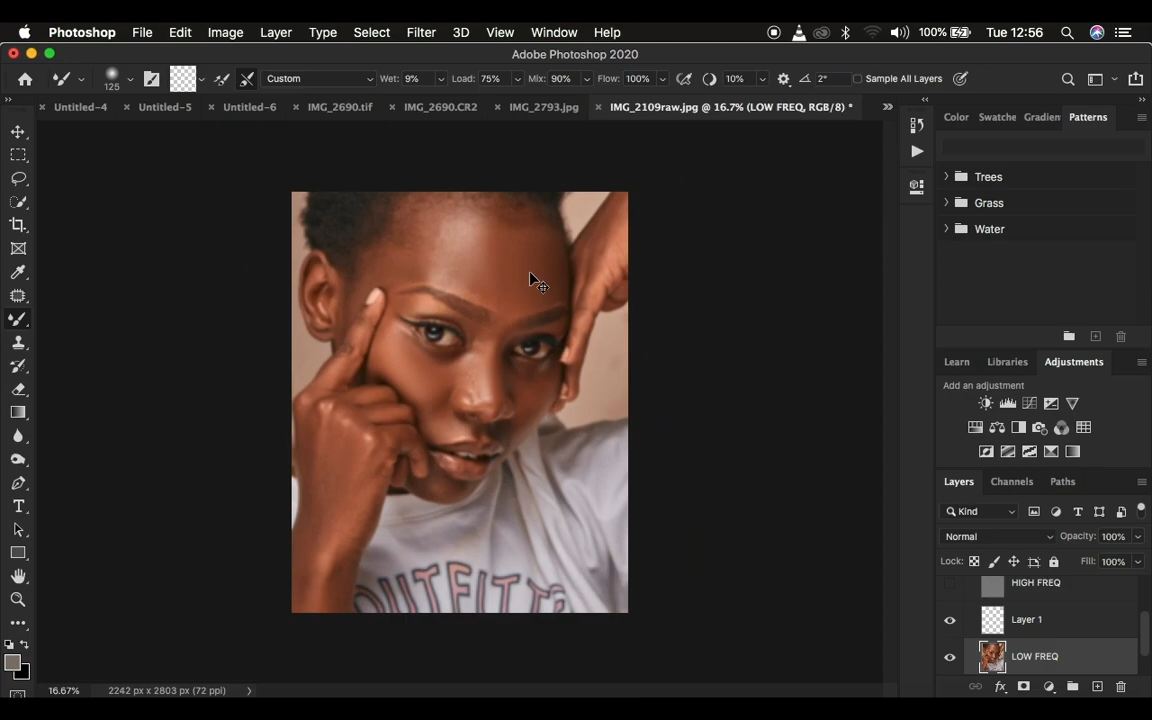 Photoshop File Edit Image Layer Type Select Filter 3D View Window Help 100% Tue 12:56
Adobe Photoshop 2020
125 Custom Wet: 9% Load: 75% Mix: 90% Flow: 100% 10% 2° Sample All Layers
Untitled-4 Untitled-5 Untitled-6 IMG_2690.tif IMG_2690.CR2 IMG_2793.jpg IMG_2109raw.jpg @ 16.7% (LOW FREQ, RGB/8) *
Color Swatche Gradien Patterns
Trees
Grass
Water
Learn Libraries Adjustments
Add an adjustment
Layers Channels Paths
Kind
Normal Opacity: 100%
Lock: Fill: 100%
HIGH FREQ
Layer 1
LOW FREQ
OUTFITT
16.67% 2242 px x 2803 px (72 ppi)